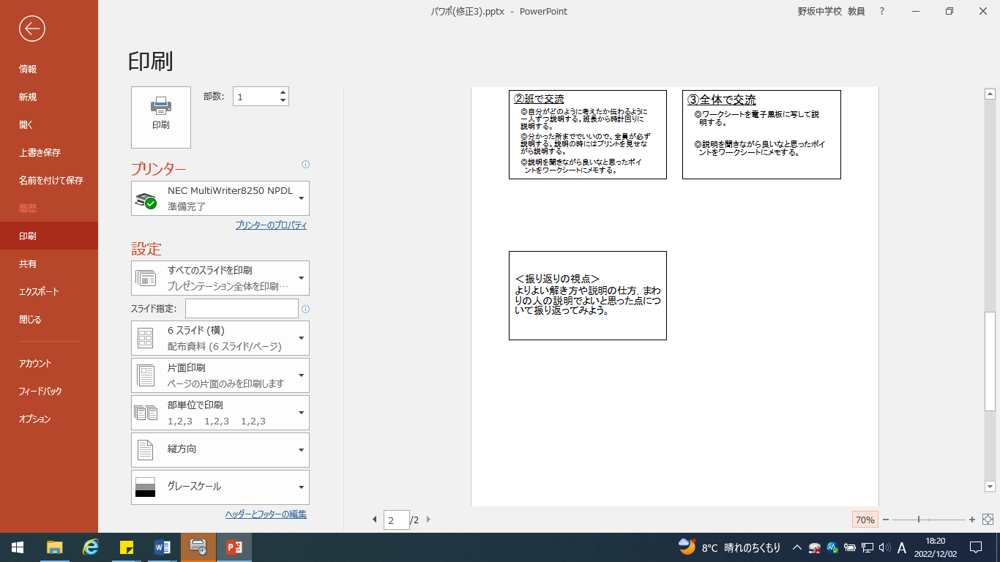 パワポ(修正3).pptx - PowerPoint
野坂中学校 教員
?
情報
新規
開く
上書き保存
名前を付けて保存
履歴
印刷
共有
エクスポート
閉じる
アカウント
フィードバック
オプション
印刷
印刷
部数: 1
プリンター
NEC MultiWriter8250 NPDL
準備完了
プリンターのプロパティ
設定
すべてのスライドを印刷
プレゼンテーション全体を印刷…
スライド指定:
6 スライド (横)
配布資料 (6 スライド/ページ)
片面印刷
ページの片面のみを印刷します
部単位で印刷
1,2,3 1,2,3 1,2,3
縦方向
グレースケール
ヘッダーとフッターの編集
②班で交流
◎自分がどのように考えたか伝わるように
一人ずつ説明する。班長から時計回りに
説明する。
◎分かった所まででいいので、全員が必ず
説明する。説明の時にはプリントを見せな
がら説明する。
◎説明を聞きながら良いなと思ったポイ
ントをワークシートにメモする。
③全体で交流
◎ワークシートを電子黒板に写して説
明する。
◎説明を聞きながら良いなと思ったポイ
ントをワークシートにメモする。
＜振り返りの視点＞
よりよい解き方や説明の仕方，まわ
りの人の説明でよいと思った点につ
いて振り返ってみよう。
2 /2
70%
8°C 晴れのちくもり
A
18:20
2022/12/02